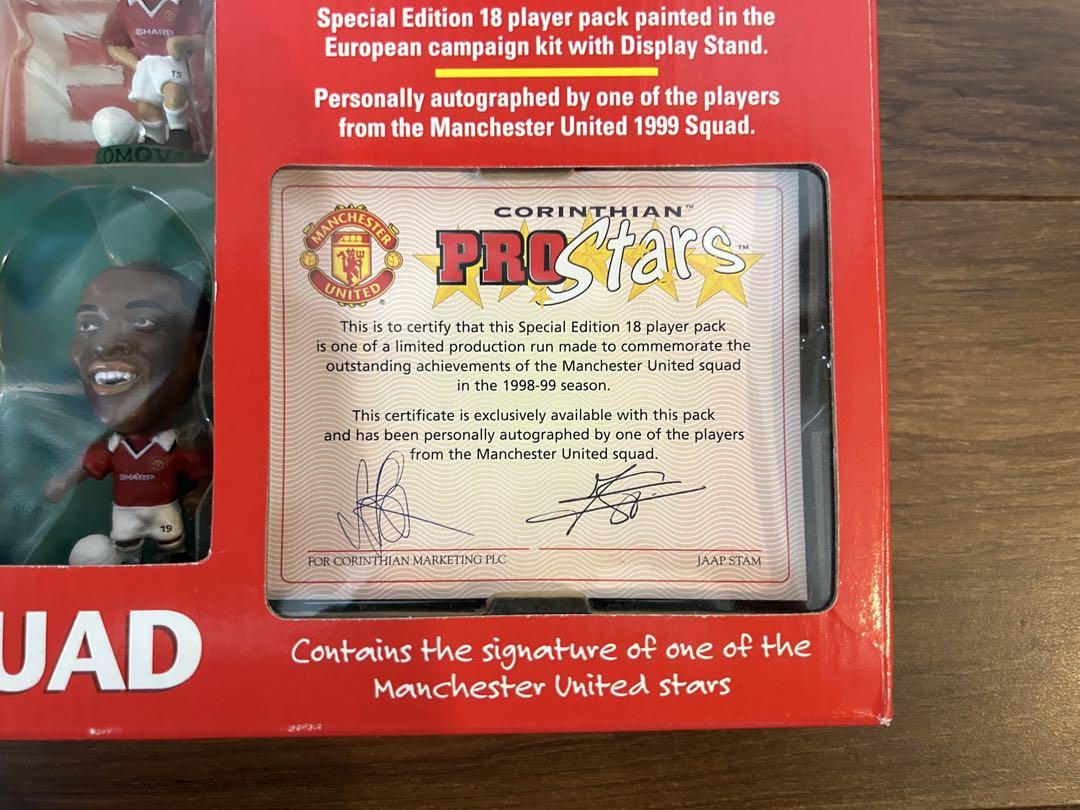 Special Edition 18 player pack painted in the
European campaign kit with Display Stand.
Personally autographed by one of the players
from the Manchester United 1999 Squad.
SHARP
15
SHARP
19
MANCHESTER
UNITED
®
CORINTHIAN™
PROStars™
This is to certify that this Special Edition 18 player pack
is one of a limited production run made to commemorate the
outstanding achievements of the Manchester United squad
in the 1998-99 season.
This certificate is exclusively available with this pack
and has been personally autographed by one of the players
from the Manchester United squad.
FOR CORINTHIAN MARKETING PLC
JAAP STAM
UAD
Contains the signature of one of the
Manchester United stars